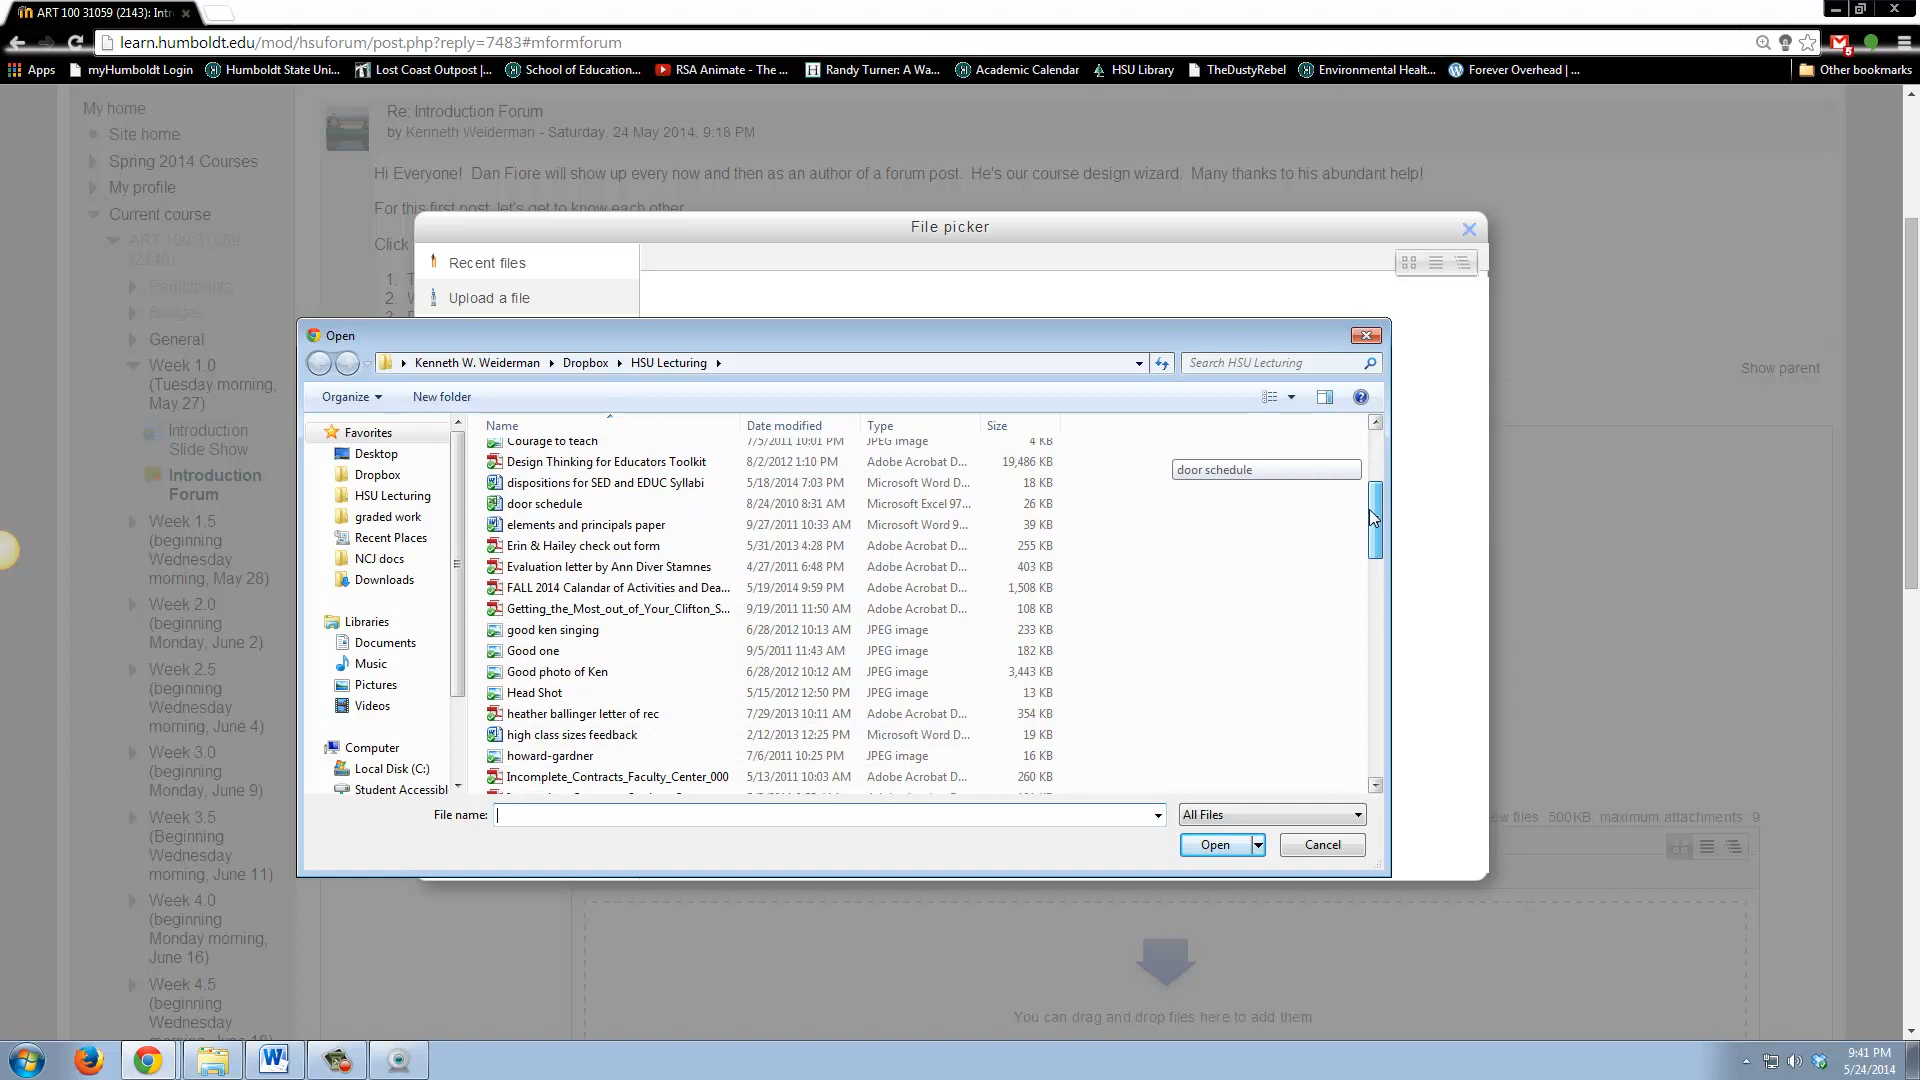 ART 100 31059 (2143): Intr
learn.humboldt.edu/mod/hsuforum/post.php?reply=7483#mformforum
5
Apps
myHumboldt Login
Humboldt State Uni...
Lost Coast Outpost |...
School of Education...
RSA Animate - The ...
Randy Turner: A Wa...
Academic Calendar
HSU Library
TheDustyRebel
Environmental Healt...
Forever Overhead | ...
Other bookmarks
My home
Site home
Spring 2014 Courses
My profile
Current course
ART 100 31059
(2143)
Participants
Badges
General
Week 1.0
(Tuesday morning,
May 27)
Introduction
Slide Show
Introduction
Forum
Week 1.5
(beginning
Wednesday
morning, May 28)
Week 2.0
(beginning
Monday, June 2)
Week 2.5
(beginning
Wednesday
morning, June 4)
Week 3.0
(beginning
Monday, June 9)
Week 3.5
(Beginning
Wednesday
morning, June 11)
Week 4.0
(beginning
Monday morning,
June 16)
Week 4.5
(beginning
Wednesday
Re: Introduction Forum
by Kenneth Weiderman - Saturday, 24 May 2014, 9:18 PM
Hi Everyone! Dan Fiore will show up every now and then as an author of a forum post. He's our course design wizard. Many thanks to his abundant help!
For this first post, let's get to know each other.
Click
1.
2.
Show parent
File picker
Recent files
Upload a file
Open
Kenneth W. Weiderman
Dropbox
HSU Lecturing
Search HSU Lecturing
Organize
New folder
Favorites
Desktop
Dropbox
HSU Lecturing
graded work
Recent Places
NCJ docs
Downloads
Libraries
Documents
Music
Pictures
Videos
Computer
Local Disk (C:)
Student Accessibl
Name Date modified Type Size
Courage to teach 7/5/2011 10:01 PM JPEG image 4 KB
Design Thinking for Educators Toolkit 8/2/2012 1:10 PM Adobe Acrobat D... 19,486 KB
dispositions for SED and EDUC Syllabi 5/18/2014 7:03 PM Microsoft Word D... 18 KB
door schedule 8/24/2010 8:31 AM Microsoft Excel 97... 26 KB
elements and principals paper 9/27/2011 10:33 AM Microsoft Word 9... 39 KB
Erin & Hailey check out form 5/31/2013 4:28 PM Adobe Acrobat D... 255 KB
Evaluation letter by Ann Diver Stamnes 4/27/2011 6:48 PM Adobe Acrobat D... 403 KB
FALL 2014 Calandar of Activities and Dea... 5/19/2014 9:59 PM Adobe Acrobat D... 1,508 KB
Getting_the_Most_out_of_Your_Clifton_S... 9/19/2011 11:50 AM Adobe Acrobat D... 108 KB
good ken singing 6/28/2012 10:13 AM JPEG image 233 KB
Good one 9/5/2011 11:43 AM JPEG image 182 KB
Good photo of Ken 6/28/2012 10:12 AM JPEG image 3,443 KB
Head Shot 5/15/2012 12:50 PM JPEG image 13 KB
heather ballinger letter of rec 7/29/2013 10:11 AM Adobe Acrobat D... 354 KB
high class sizes feedback 2/12/2013 12:25 PM Microsoft Word D... 19 KB
howard-gardner 7/6/2011 10:25 PM JPEG image 16 KB
Incomplete_Contracts_Faculty_Center_000 5/13/2011 10:03 AM Adobe Acrobat D... 260 KB
door schedule
File name:
All Files
Open
Cancel
ew files: 500KB, maximum attachments: 9
You can drag and drop files here to add them
9:41 PM
5/24/2014